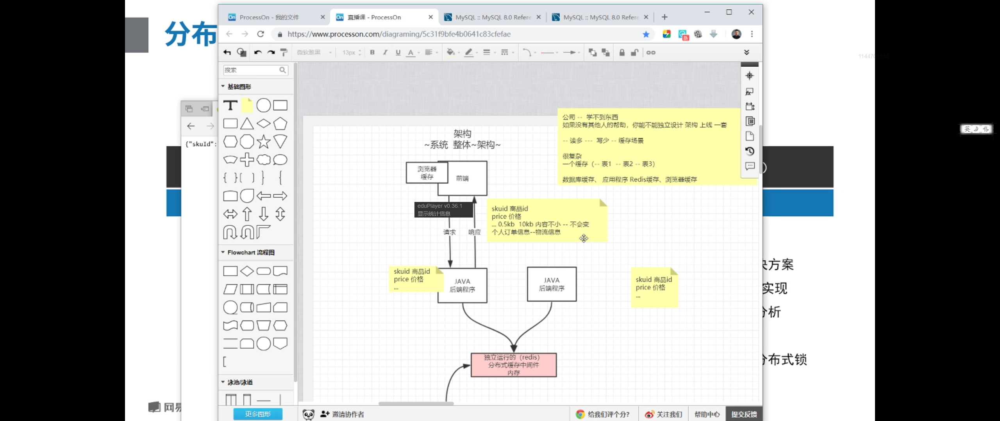 分布
ProcessOn - 我的文件
直播课 - ProcessOn
MySQL :: MySQL 8.0 Refere
MySQL :: MySQL 8.0 Refere
https://www.processon.com/diagraming/5c31f9bfe4b0641c83cfefae
新
微软雅黑
13px
B I U A
搜索
基础图形
T
Flowchart 流程图
泳池/泳道
更多图形
{"skuId":
架构
~系统 整体~架构~
浏览器
缓存
前端
eduPlayer v0.36.1
显示统计信息
请求
响应
公司 -- 学不到东西
如果没有其他人的帮助，你能不能独立设计 架构 上线 一套
-- 读多 --- 写少 -- 缓存场景
很复杂
一个缓存（-- 表1 -- 表2 -- 表3）
数据库缓存、 应用程序 Redis缓存、浏览器缓存
skuid 商品id
price 价格
... 0.5kb 10kb 内容不小 -- 不会变
个人订单信息--物流信息
skuid 商品id
price 价格
...
JAVA
后端程序
JAVA
后端程序
skuid 商品id
price 价格
...
独立运行的（redis）
分布式缓存中间件
内存
邀请协作者
给我们评个分?
关注我们
帮助中心
提交反馈
方案
实现
析
布式锁
网易
英